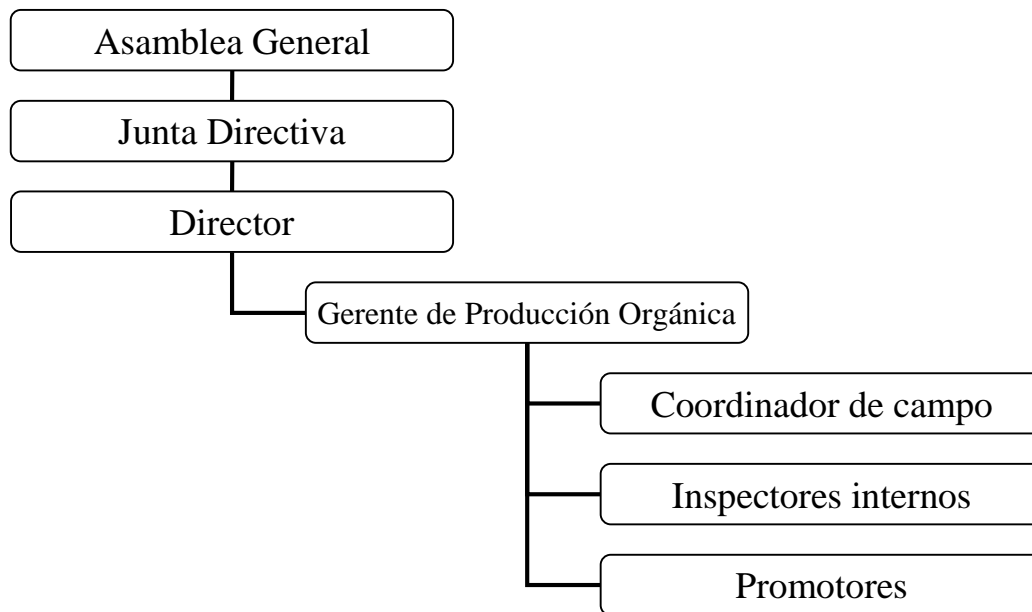 Asamblea General
Junta Directiva
Director
Gerente de Producción Orgánica
Coordinador de campo
Inspectores internos
Promotores